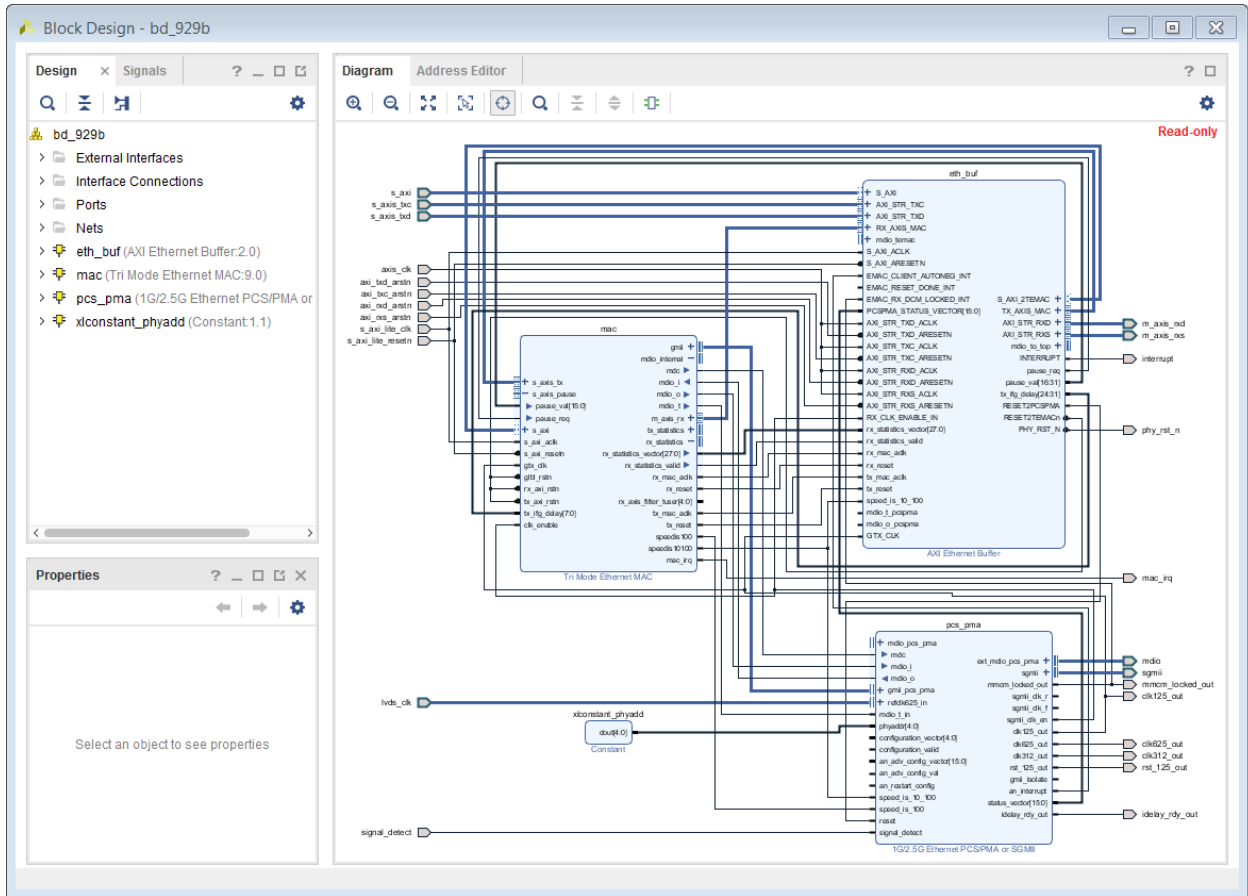 Block Design - bd_929b
Design
Signals
bd_929b
External Interfaces
Interface Connections
Ports
Nets
eth_buf (AXI Ethernet Buffer:2.0)
mac (Tri Mode Ethernet MAC:9.0)
pcs_pma (1G/2.5G Ethernet PCS/PMA or
xlconstant_phyadd (Constant:1.1)
Properties
Select an object to see properties
Diagram
Address Editor
Read-only
s_axi
s_axis_txc
s_axis_txd
axis_clk
axi_txd_arstn
axi_txc_arstn
axi_rxd_arstn
axi_rxs_arstn
s_axi_lite_clk
s_axi_lite_resetn
lvds_clk
signal_detect
mac
s_axis_tx
s_axis_pause
pause_val[15:0]
pause_req
s_axi
s_axi_aclk
s_axi_resetn
gtx_clk
glbl_rstn
rx_axi_rstn
tx_axi_rstn
tx_ifg_delay[7:0]
clk_enable
gmii
mdio_internal
mdc
mdio_i
mdio_o
mdio_t
m_axis_rx
tx_statistics
rx_statistics
rx_statistics_vector[27:0]
rx_statistics_valid
rx_mac_aclk
rx_reset
rx_axis_filter_tuser[4:0]
tx_mac_aclk
tx_reset
speedis100
speedis10100
mac_irq
Tri Mode Ethernet MAC
eth_buf
S_AXI
AXI_STR_TXC
AXI_STR_TXD
RX_AXIS_MAC
mdio_temac
S_AXI_ACLK
S_AXI_ARESETN
EMAC_CLIENT_AUTONEG_INT
EMAC_RESET_DONE_INT
EMAC_RX_DCM_LOCKED_INT
PCSPMA_STATUS_VECTOR[15:0]
AXI_STR_TXD_ACLK
AXI_STR_TXD_ARESETN
AXI_STR_TXC_ACLK
AXI_STR_TXC_ARESETN
AXI_STR_RXD_ACLK
AXI_STR_RXD_ARESETN
AXI_STR_RXS_ACLK
AXI_STR_RXS_ARESETN
RX_CLK_ENABLE_IN
rx_statistics_vector[27:0]
rx_statistics_valid
rx_mac_aclk
rx_reset
tx_mac_aclk
tx_reset
speed_is_10_100
mdio_t_pcspma
mdio_o_pcspma
GTX_CLK
S_AXI_2TEMAC
TX_AXIS_MAC
AXI_STR_RXD
AXI_STR_RXS
mdio_to_top
INTERRUPT
pause_req
pause_val[16:31]
tx_ifg_delay[24:31]
RESET2PCSPMA
RESET2TEMACn
PHY_RST_N
AXI Ethernet Buffer
m_axis_rxd
m_axis_rxs
interrupt
phy_rst_n
mac_irq
xlconstant_phyadd
dout[4:0]
Constant
pcs_pma
mdio_pcs_pma
mdc
mdio_i
mdio_o
gmii_pcs_pma
refclk625_in
mdio_t_in
phyaddr[4:0]
configuration_vector[4:0]
configuration_valid
an_adv_config_vector[15:0]
an_adv_config_val
an_restart_config
speed_is_10_100
speed_is_100
reset
signal_detect
ext_mdio_pcs_pma
sgmii
mmcm_locked_out
sgmii_clk_r
sgmii_clk_f
sgmii_clk_en
clk125_out
clk625_out
clk312_out
rst_125_out
gmii_isolate
an_interrupt
status_vector[15:0]
idelay_rdy_out
1G/2.5G Ethernet PCS/PMA or SGMII
mdio
sgmii
mmcm_locked_out
clk125_out
clk625_out
clk312_out
rst_125_out
idelay_rdy_out